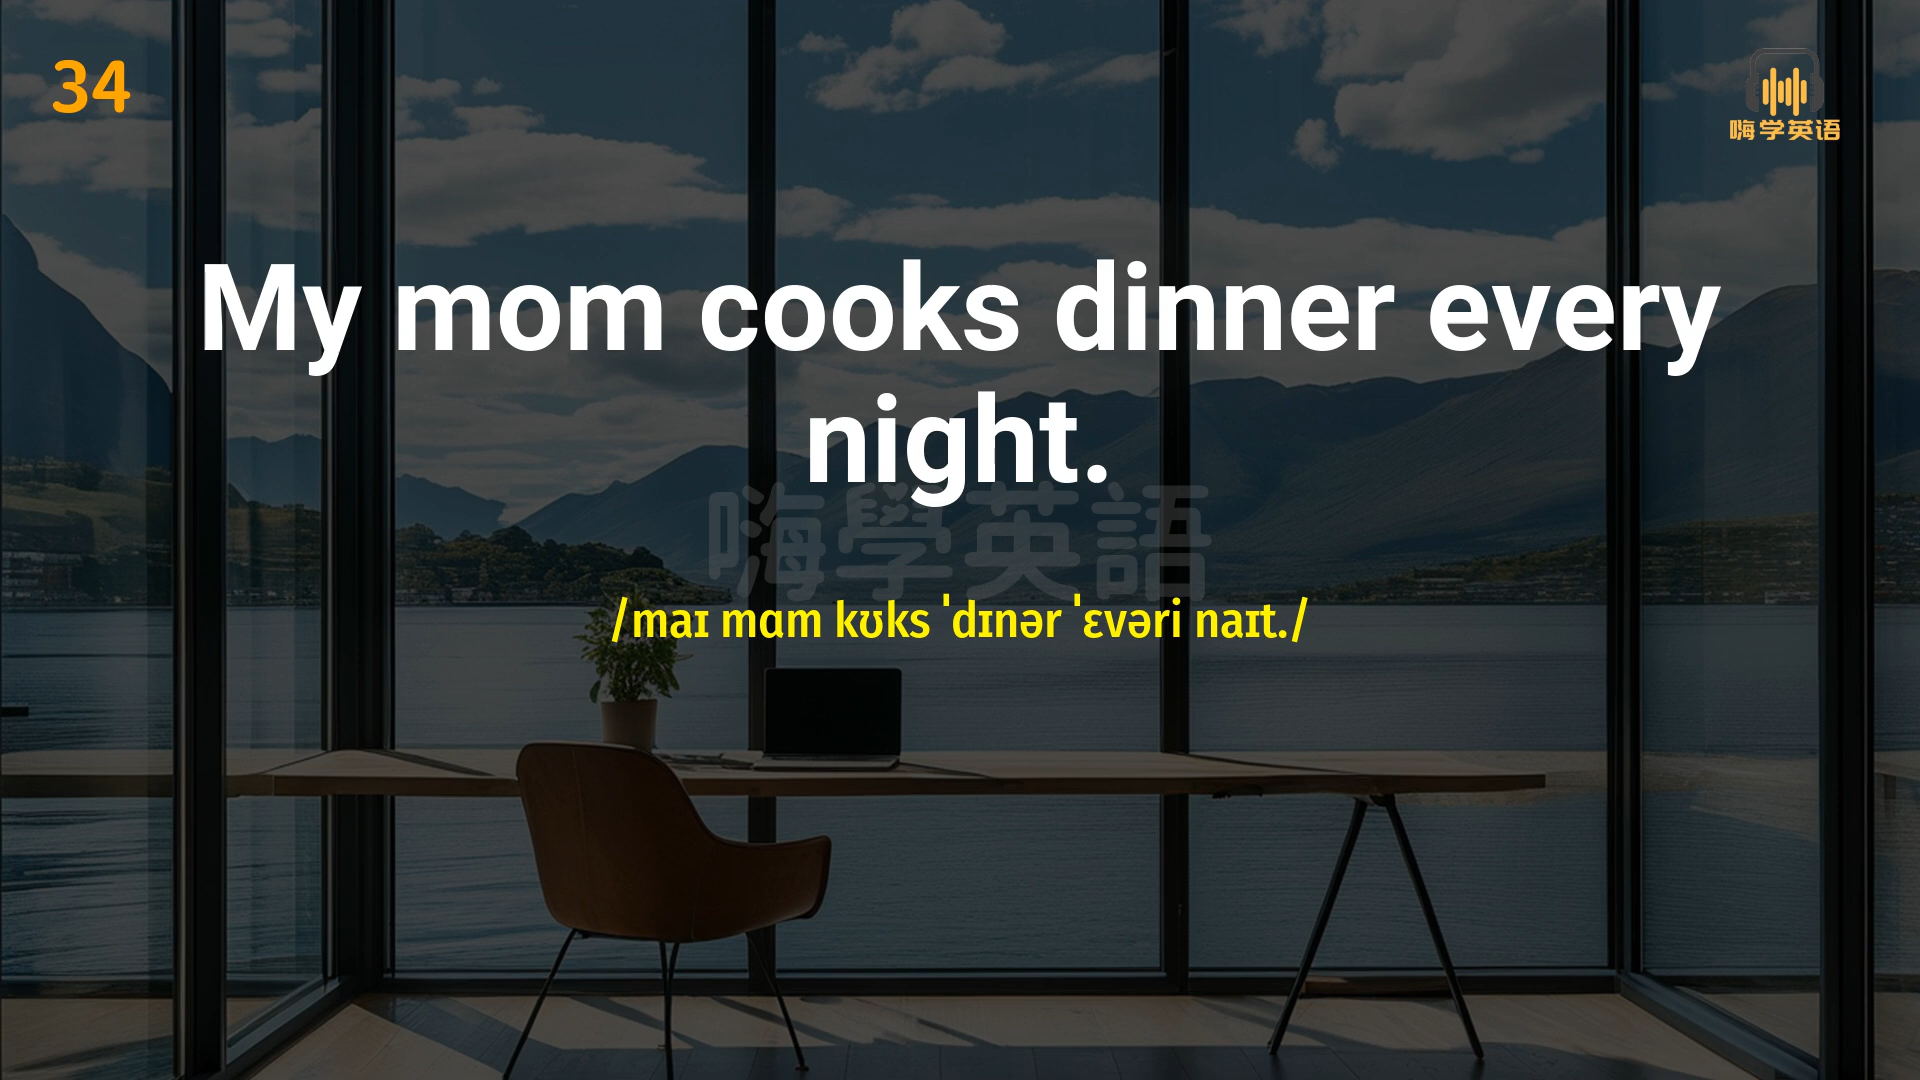 34
嗨学英语
My mom cooks dinner every
night.
嗨學英語
/maɪ mɑm kʊks ˈdɪnər ˈɛvəri naɪt./